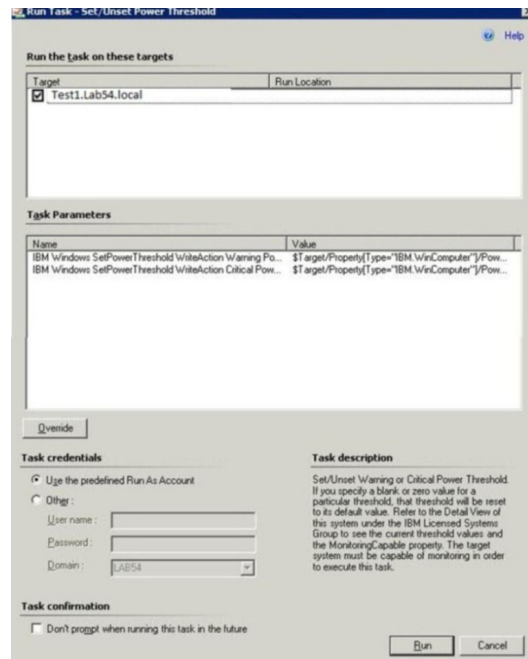 Run Task - Set/Unset Power Threshold
Help
Run the task on these targets
Target Run Location
Test1.Lab54.local
Task Parameters
Name Value
IBM Windows SetPowerThreshold WriteAction Warning Po... $Target/Property[Type="IBM.WinComputer"]/Pow...
IBM Windows SetPowerThreshold WriteAction Critical Pow... $Target/Property[Type="IBM.WinComputer"]/Pow...
Override
Task credentials
Use the predefined Run As Account
Other :
User name :
Password :
Domain : LAB54
Task description
Set/Unset Warning or Critical Power Threshold.
If you specify a blank or zero value for a
particular threshold, that threshold will be reset
to its default value. Refer to the Detail View of
this system under the IBM Licensed Systems
Group to see the current threshold values and
the MonitoringCapable property. The target
system must be capable of monitoring in order
to execute this task.
Task confirmation
Don't prompt when running this task in the future
Run Cancel